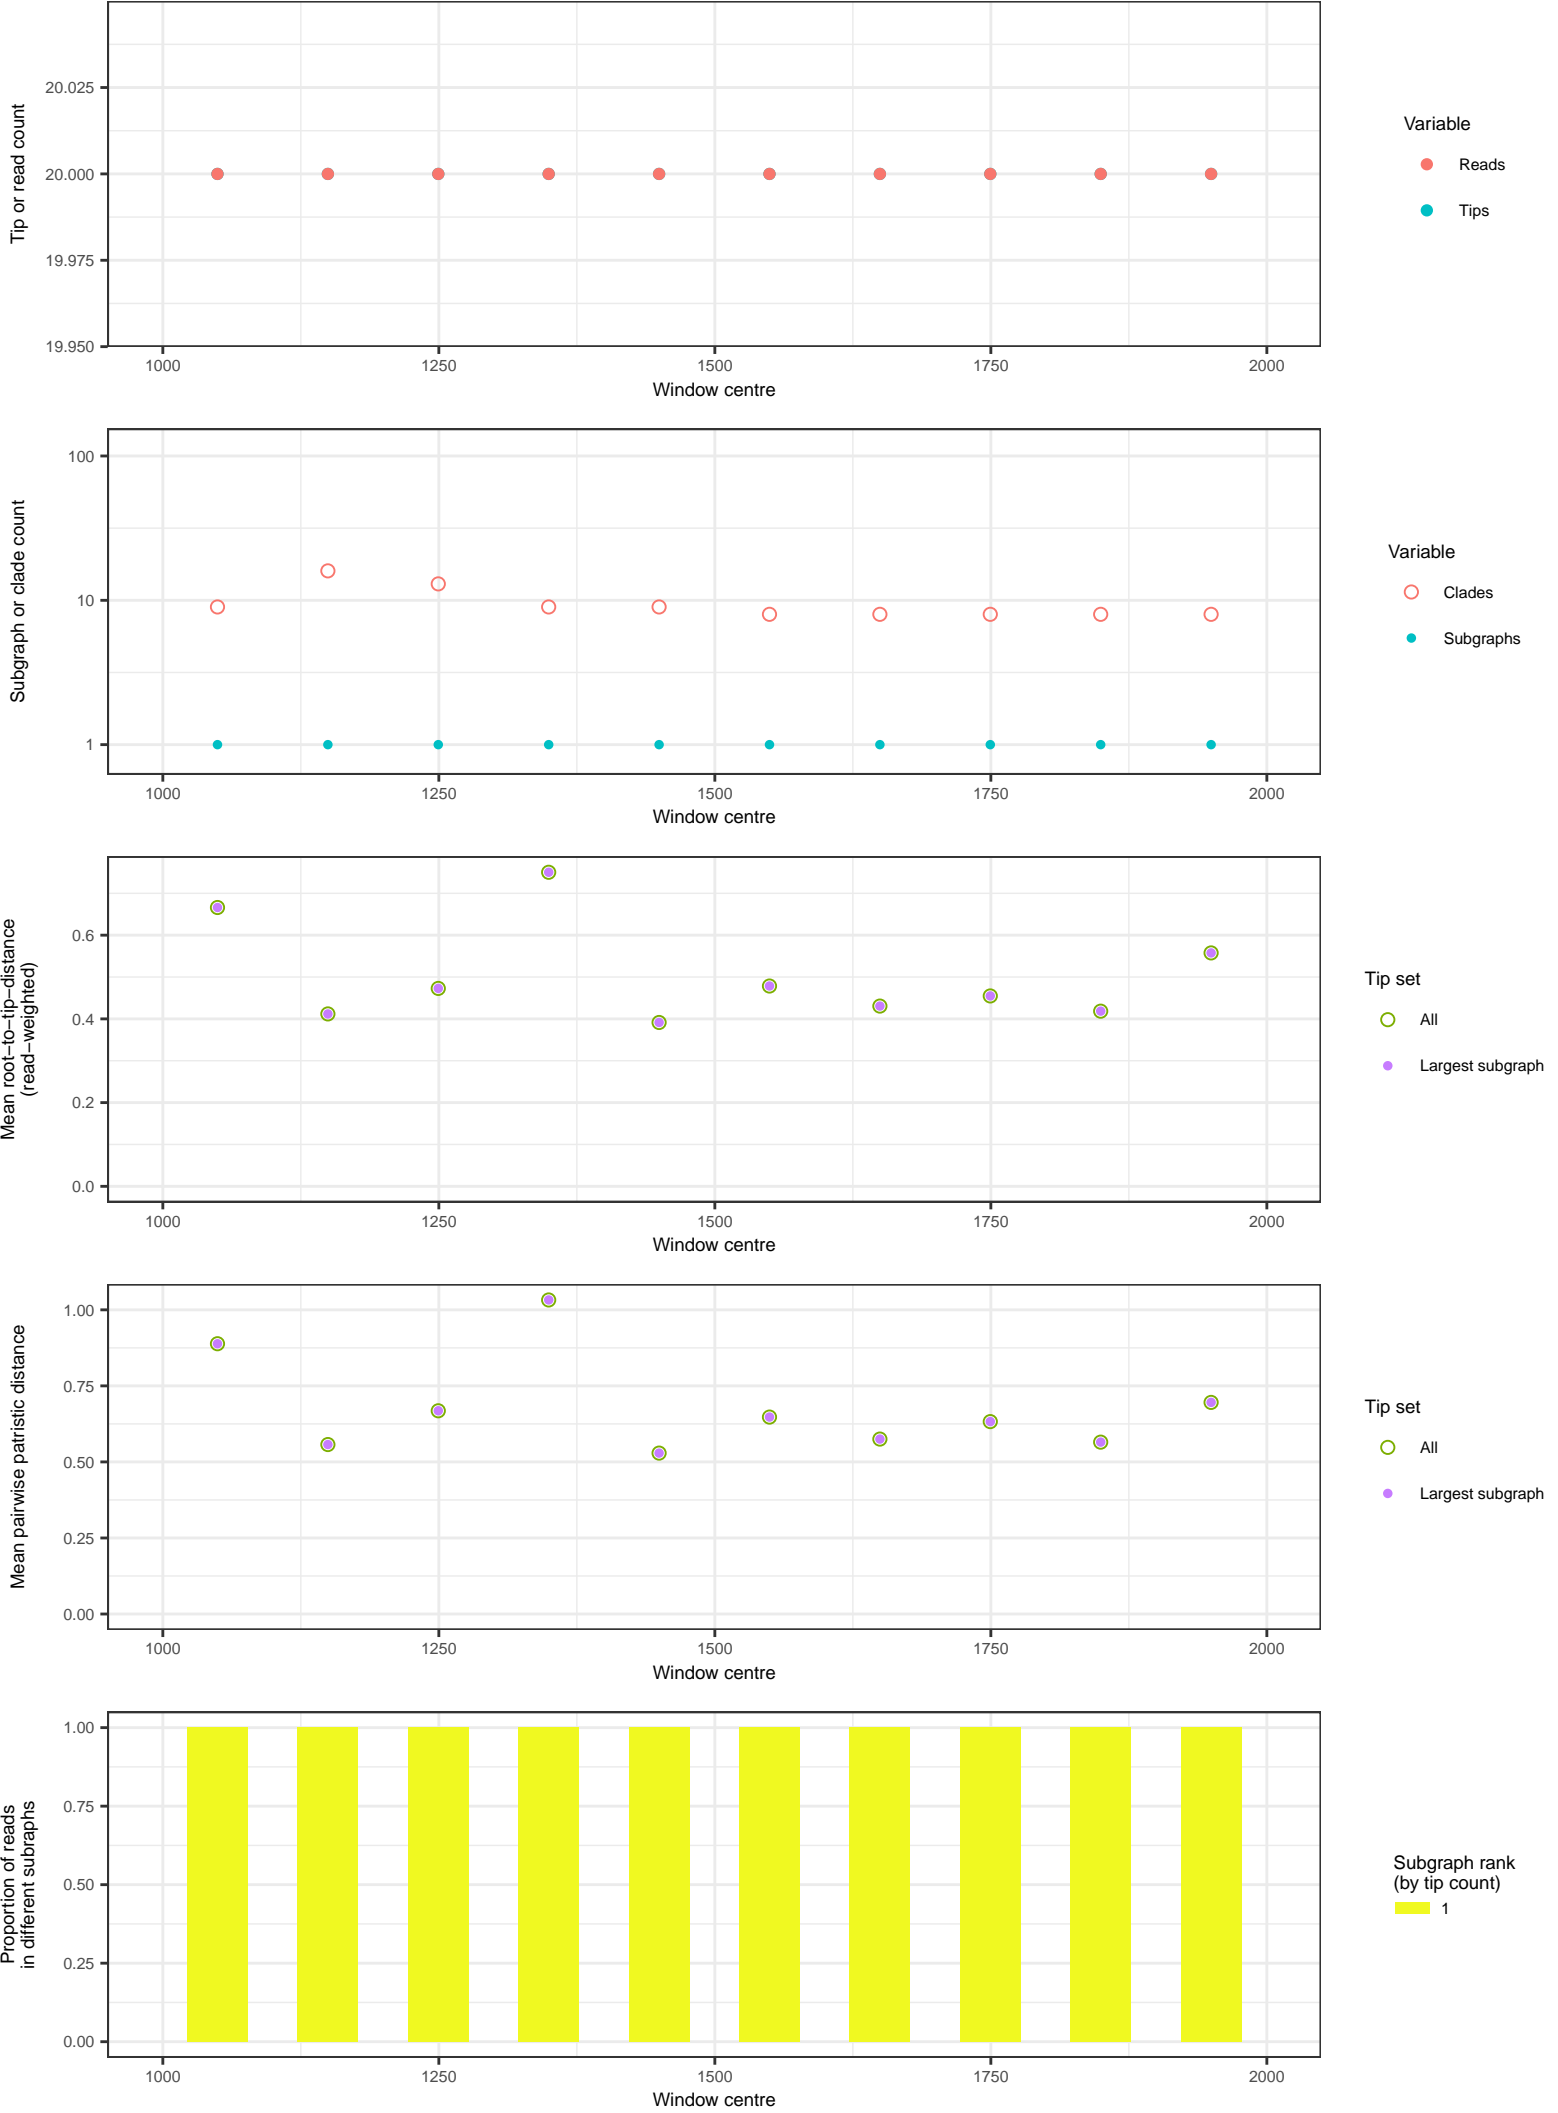 Tip or read count
20.025
20.000
19.975
19.950
1000 1250 1500 1750 2000
Window centre
Variable
Reads
Tips
Subgraph or clade count
100
10
1
1000 1250 1500 1750 2000
Window centre
Variable
Clades
Subgraphs
Mean root−to−tip−distance
(read−weighted)
0.6
0.4
0.2
0.0
1000 1250 1500 1750 2000
Window centre
Tip set
All
Largest subgraph
Mean pairwise patristic distance
1.00
0.75
0.50
0.25
0.00
1000 1250 1500 1750 2000
Window centre
Tip set
All
Largest subgraph
Proportion of reads
in different subraphs
1.00
0.75
0.50
0.25
0.00
1000 1250 1500 1750 2000
Window centre
Subgraph rank
(by tip count)
1